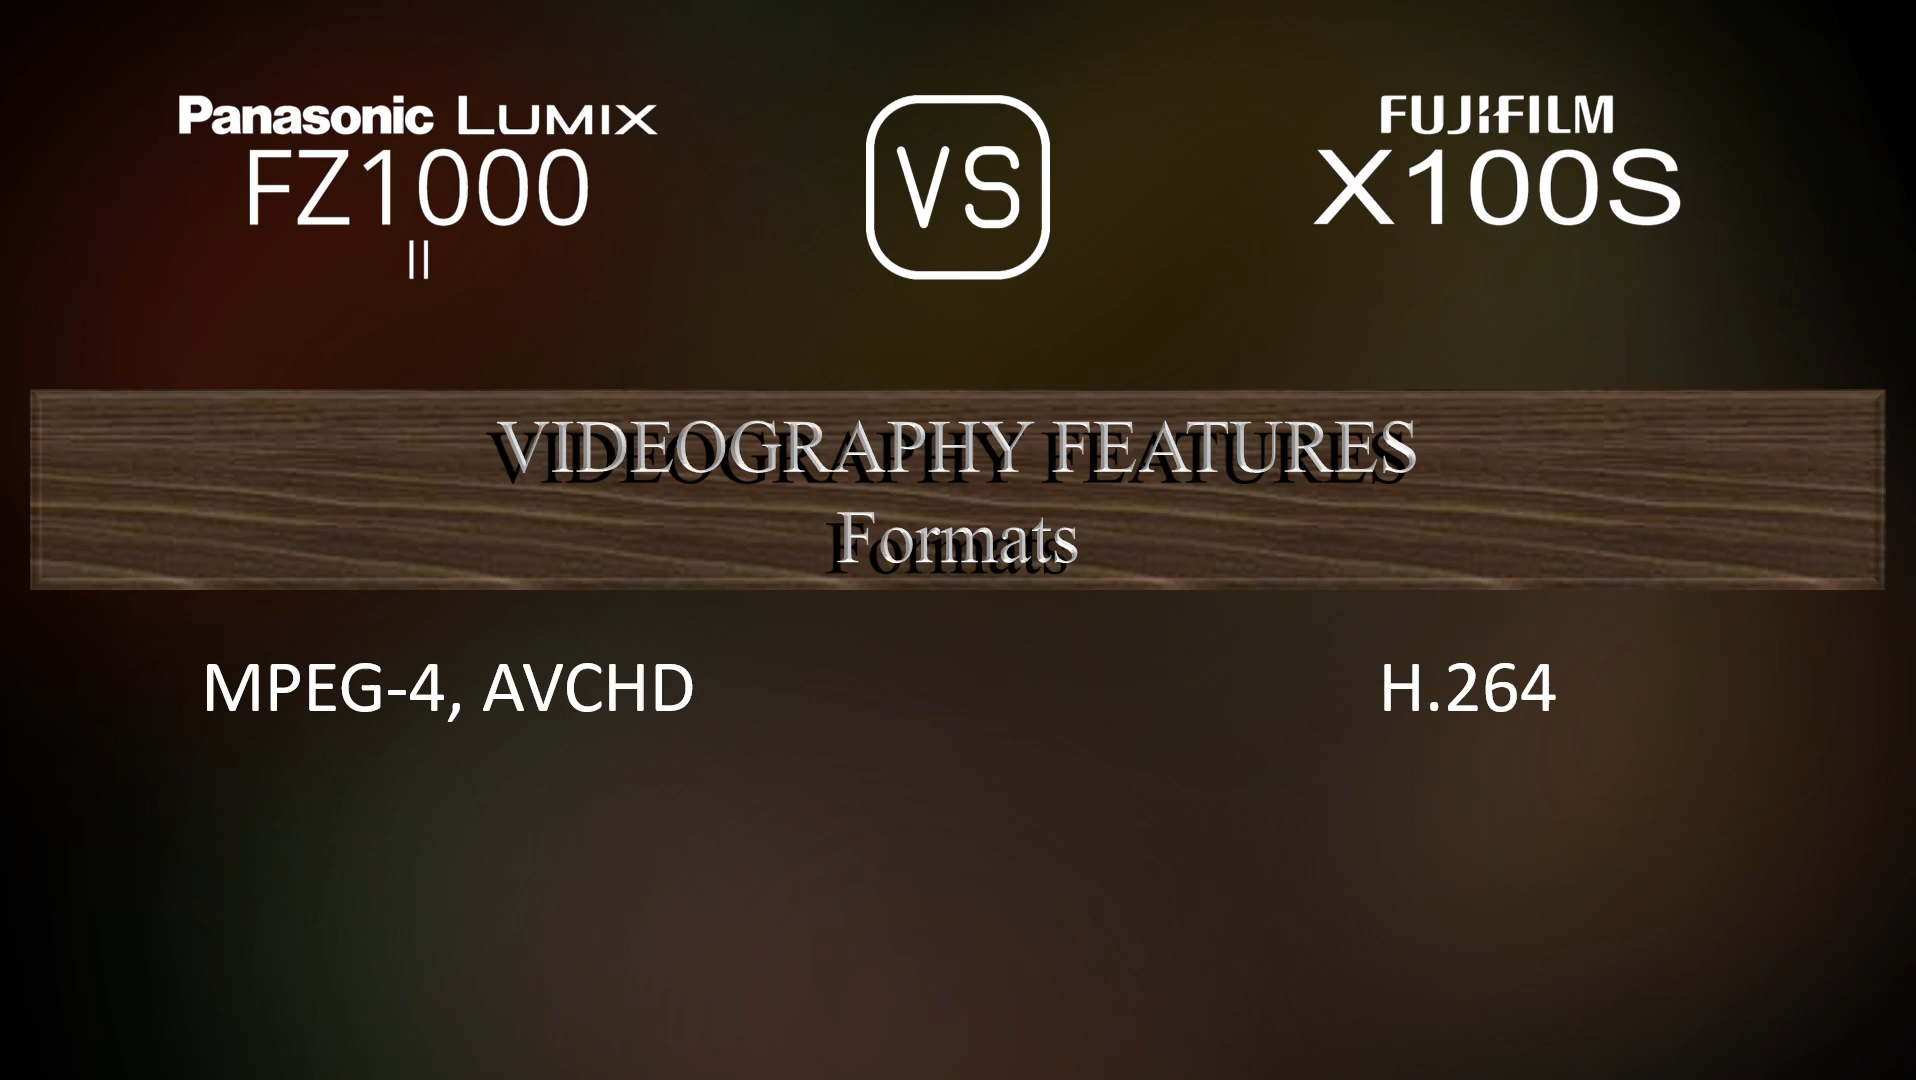 Panasonic LUMIX
FZ1000
II
VS
FUJIFILM
X100S
VIDEOGRAPHY FEATURES
Formats
MPEG-4, AVCHD
H.264